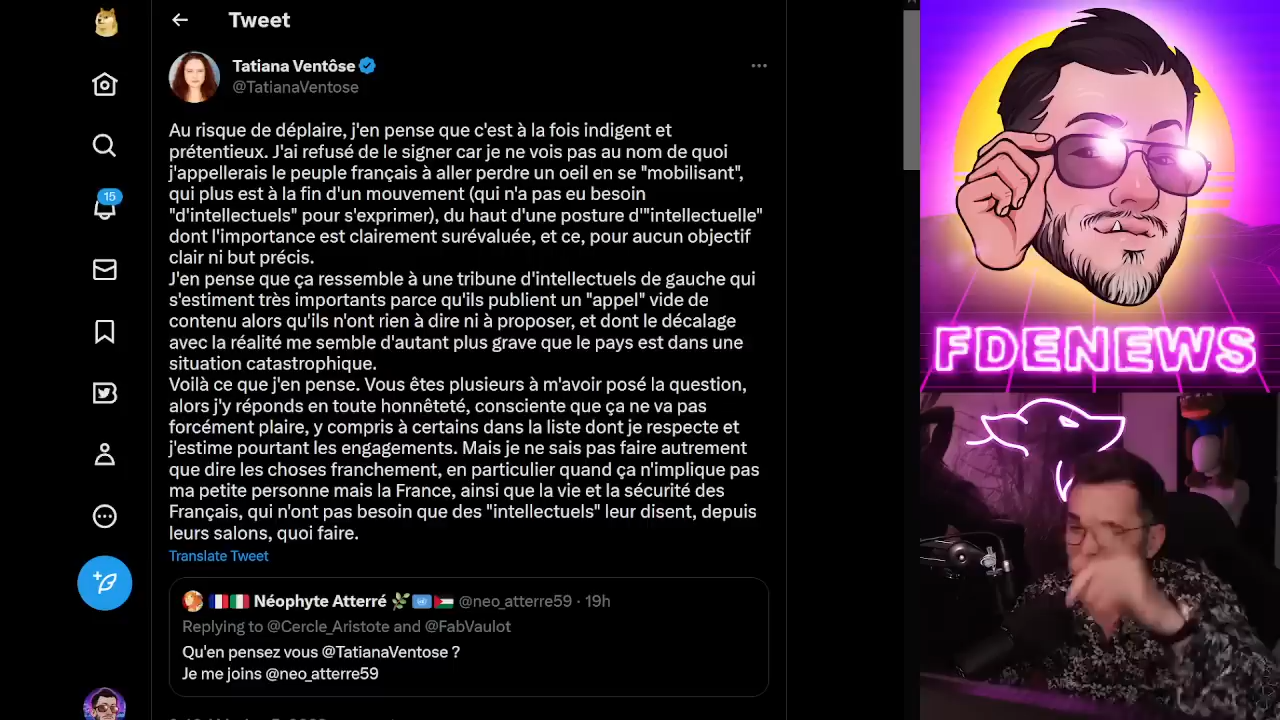 Tweet
Tatiana Ventôse
@TatianaVentose
Au risque de déplaire, j'en pense que c'est à la fois indigent et
prétentieux. J'ai refusé de le signer car je ne vois pas au nom de quoi
j'appellerais le peuple français à aller perdre un oeil en se "mobilisant",
qui plus est à la fin d'un mouvement (qui n'a pas eu besoin
"d'intellectuels" pour s'exprimer), du haut d'une posture d'"intellectuelle"
dont l'importance est clairement surévaluée, et ce, pour aucun objectif
clair ni but précis.
J'en pense que ça ressemble à une tribune d'intellectuels de gauche qui
s'estiment très importants parce qu'ils publient un "appel" vide de
contenu alors qu'ils n'ont rien à dire ni à proposer, et dont le décalage
avec la réalité me semble d'autant plus grave que le pays est dans une
situation catastrophique.
Voilà ce que j'en pense. Vous êtes plusieurs à m'avoir posé la question,
alors j'y réponds en toute honnêteté, consciente que ça ne va pas
forcément plaire, y compris à certains dans la liste dont je respecte et
j'estime pourtant les engagements. Mais je ne sais pas faire autrement
que dire les choses franchement, en particulier quand ça n'implique pas
ma petite personne mais la France, ainsi que la vie et la sécurité des
Français, qui n'ont pas besoin que des "intellectuels" leur disent, depuis
leurs salons, quoi faire.
Translate Tweet
Néophyte Atterré @neo_atterre59 · 19h
Replying to @Cercle_Aristote and @FabVaulot
Qu'en pensez vous @TatianaVentose ?
Je me joins @neo_atterre59
15
FDENEWS